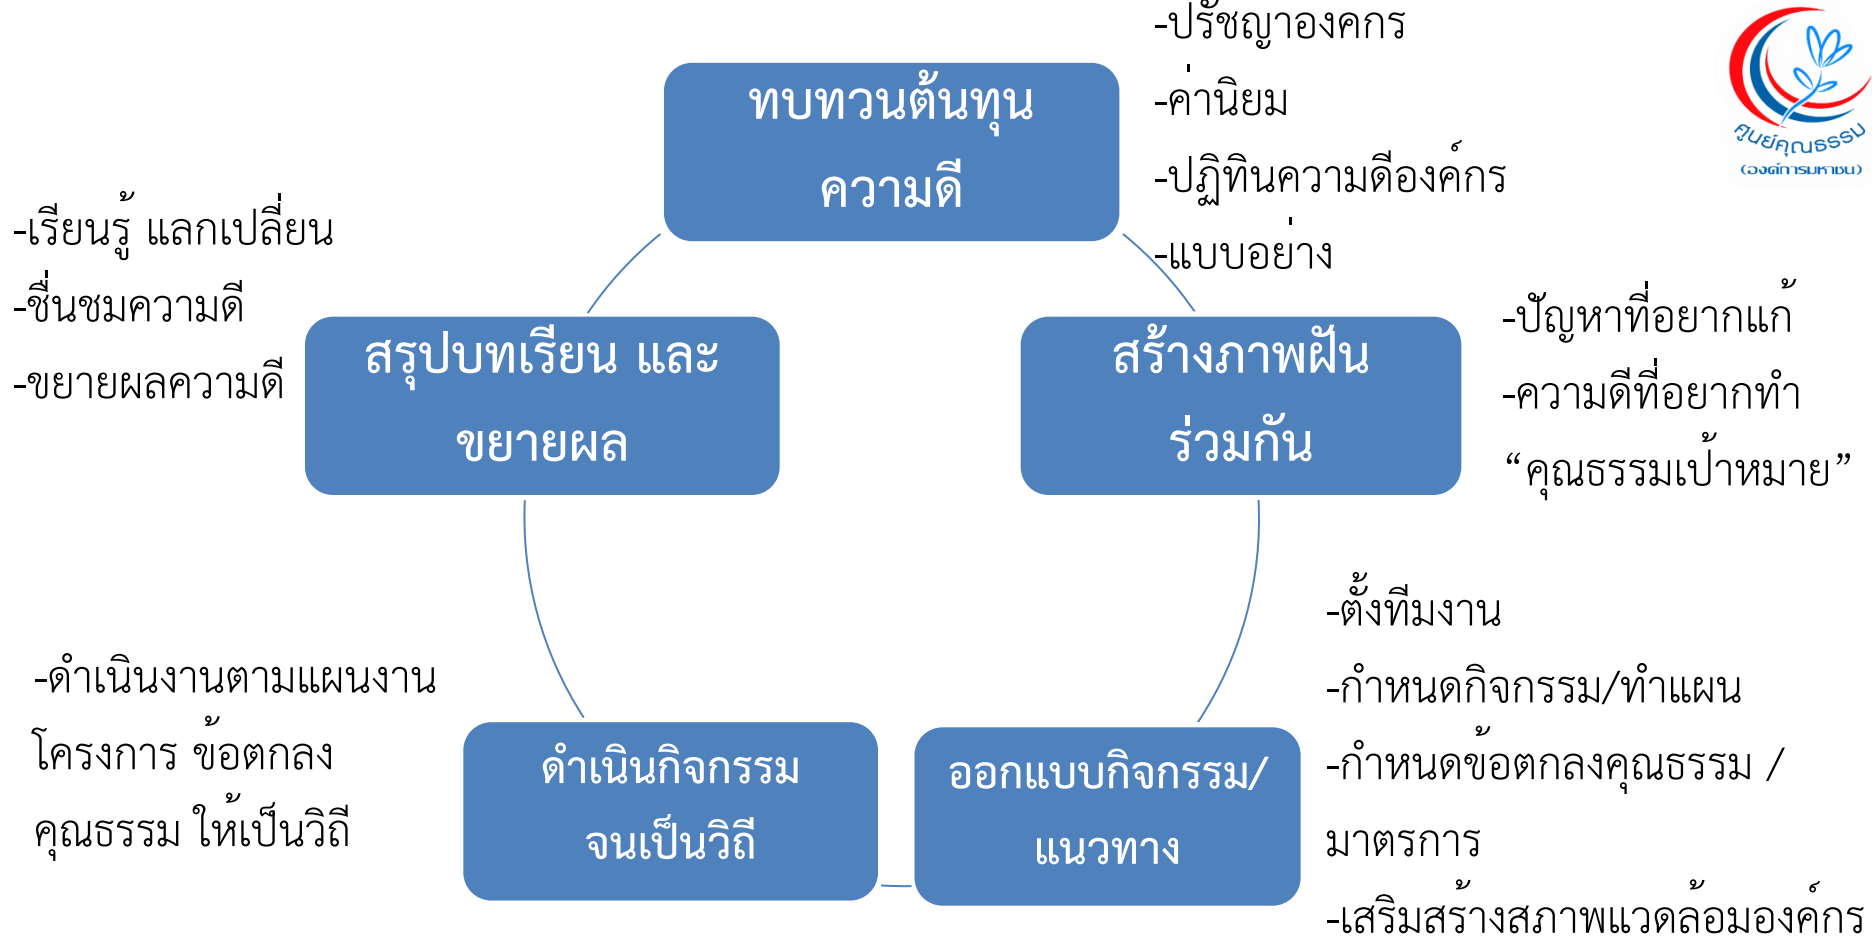 -ปรัชญาองคกร
-ค่านิยม
-ปฏิทินความดีองค์กร
-แบบอย่าง
ทบทวนต้นทุน
ความดี
ศูนย์คุณธรรม
(องค์การมหาชน)
-เรียนรู้ แลกเปลี่ยน
-ชื่นชมความดี
-ขยายผลความดี
สรุปบทเรียน และ
ขยายผล
สร้างภาพฝัน
ร่วมกัน
-ปัญหาที่อยากแก้
-ความดีที่อยากทำ
“คุณธรรมเป้าหมาย”
-ตั้งทีมงาน
-กำหนดกิจกรรม/ทำแผน
-กำหนดข้อตกลงคุณธรรม /
มาตรการ
-เสริมสร้างสภาพแวดล้อมองค์กร
-ดำเนินงานตามแผนงาน
โครงการ ข้อตกลง
คุณธรรม ให้เป็นวิถี
ดำเนินกิจกรรม
จนเป็นวิถี
ออกแบบกิจกรรม/
แนวทาง